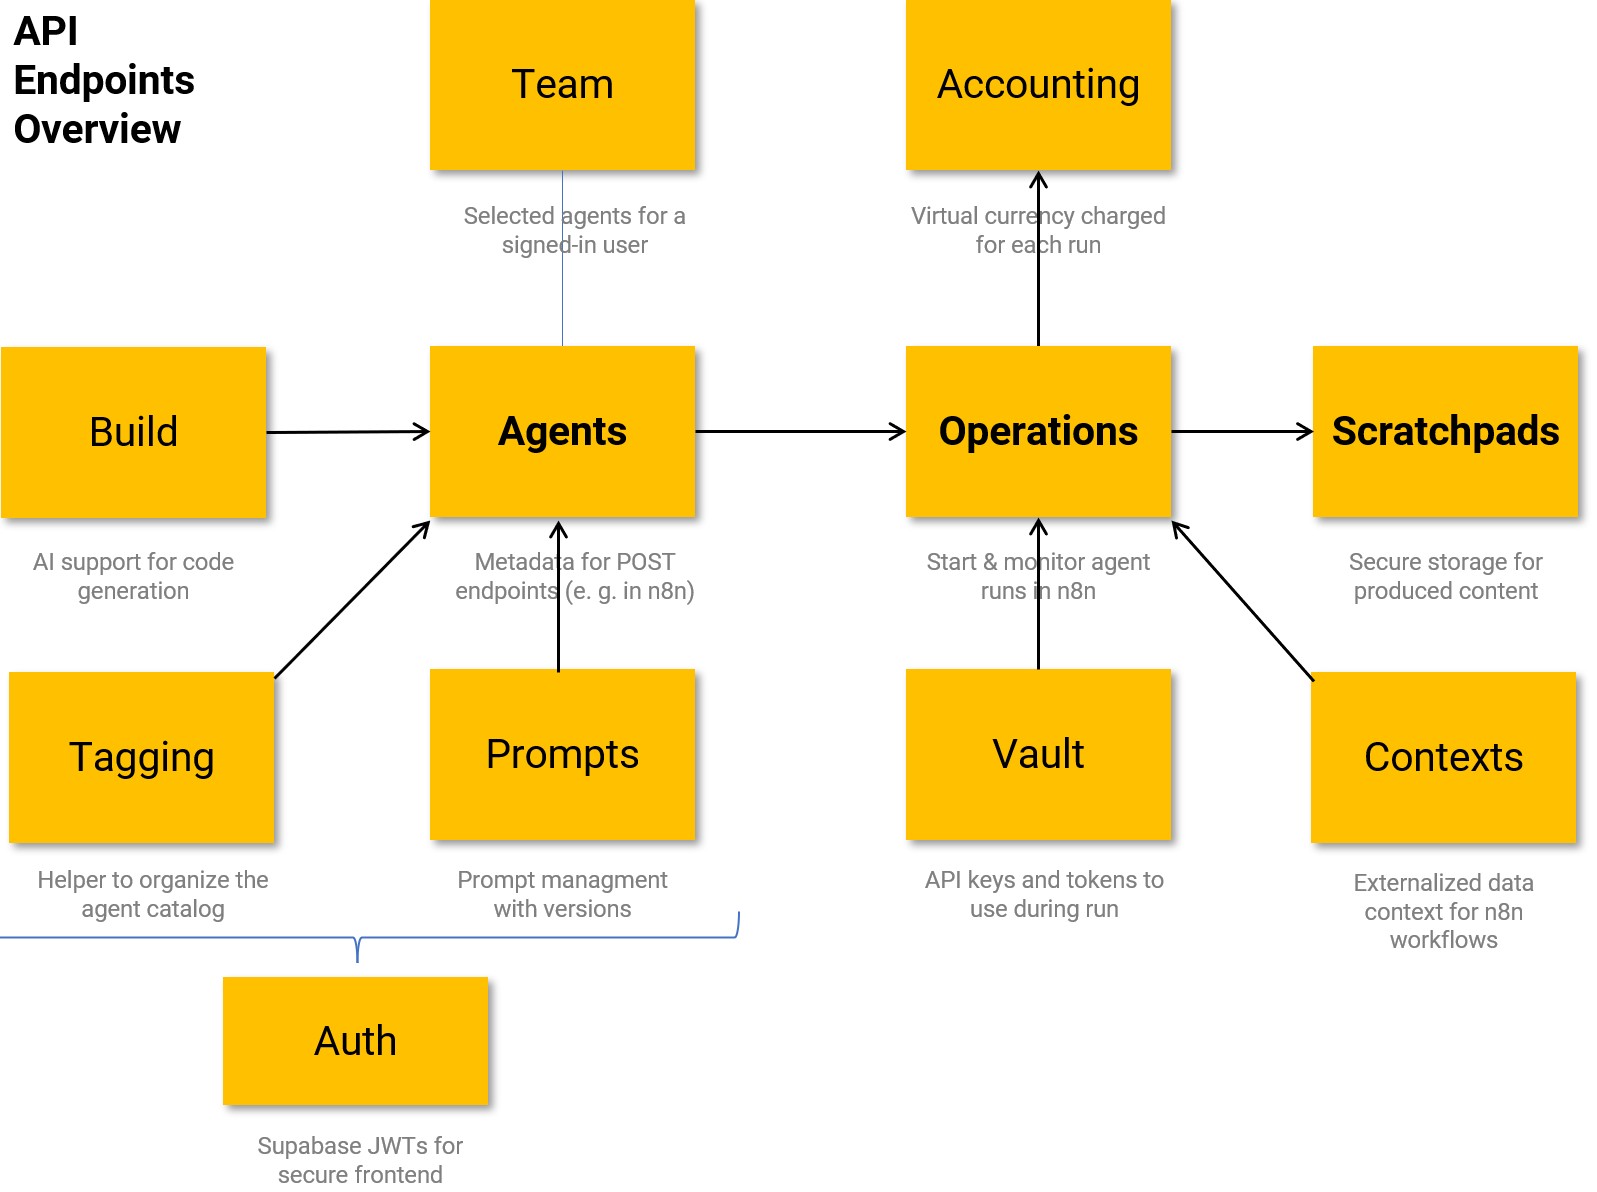 API
Endpoints
Overview
Team
Selected agents for a
signed-in user
Accounting
Virtual currency charged
for each run
Build
AI support for code
generation
Agents
Metadata for POST
endpoints (e. g. in n8n)
Operations
Start & monitor agent
runs in n8n
Scratchpads
Secure storage for
produced content
Tagging
Helper to organize the
agent catalog
Prompts
Prompt managment
with versions
Vault
API keys and tokens to
use during run
Contexts
Externalized data
context for n8n
workflows
Auth
Supabase JWTs for
secure frontend